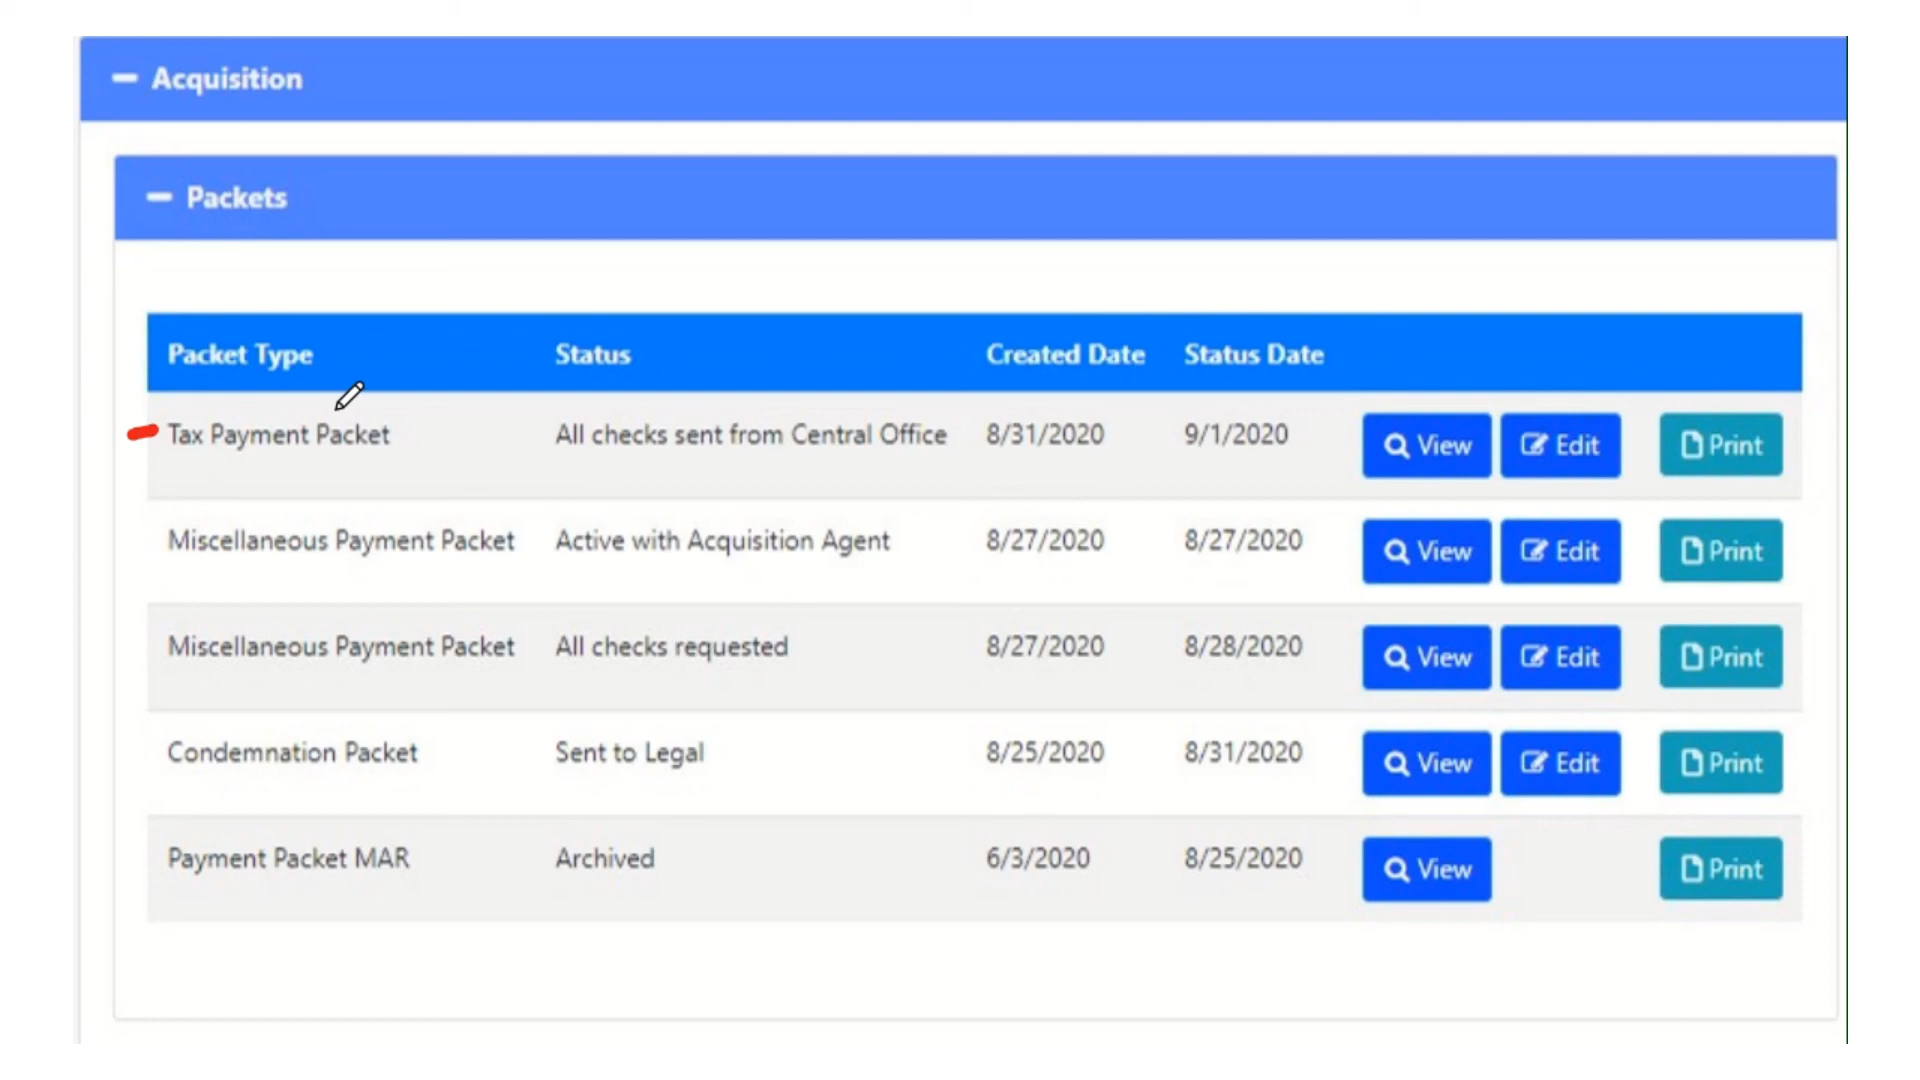 Acquisition
Packets
Packet Type Status Created Date Status Date
Tax Payment Packet All checks sent from Central Office 8/31/2020 9/1/2020 View Edit Print
Miscellaneous Payment Packet Active with Acquisition Agent 8/27/2020 8/27/2020 View Edit Print
Miscellaneous Payment Packet All checks requested 8/27/2020 8/28/2020 View Edit Print
Condemnation Packet Sent to Legal 8/25/2020 8/31/2020 View Edit Print
Payment Packet MAR Archived 6/3/2020 8/25/2020 View Print